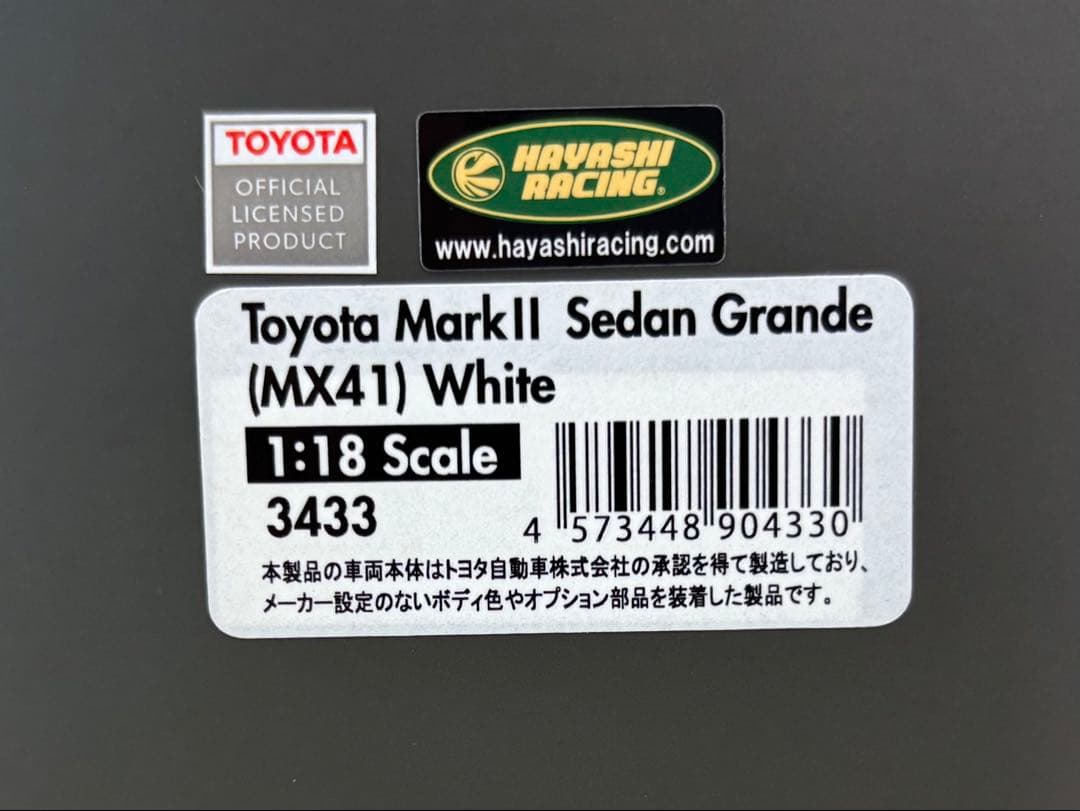 TOYOTA
OFFICIAL
LICENSED
PRODUCT
HAYASHI
RACING®
www.hayashiracing.com
Toyota MarkII Sedan Grande
(MX41) White
1:18 Scale
3433
4 573448 904330
本製品の車両本体はトヨタ自動車株式会社の承認を得て製造しており、
メーカー設定のないボディ色やオプション部品を装着した製品です。